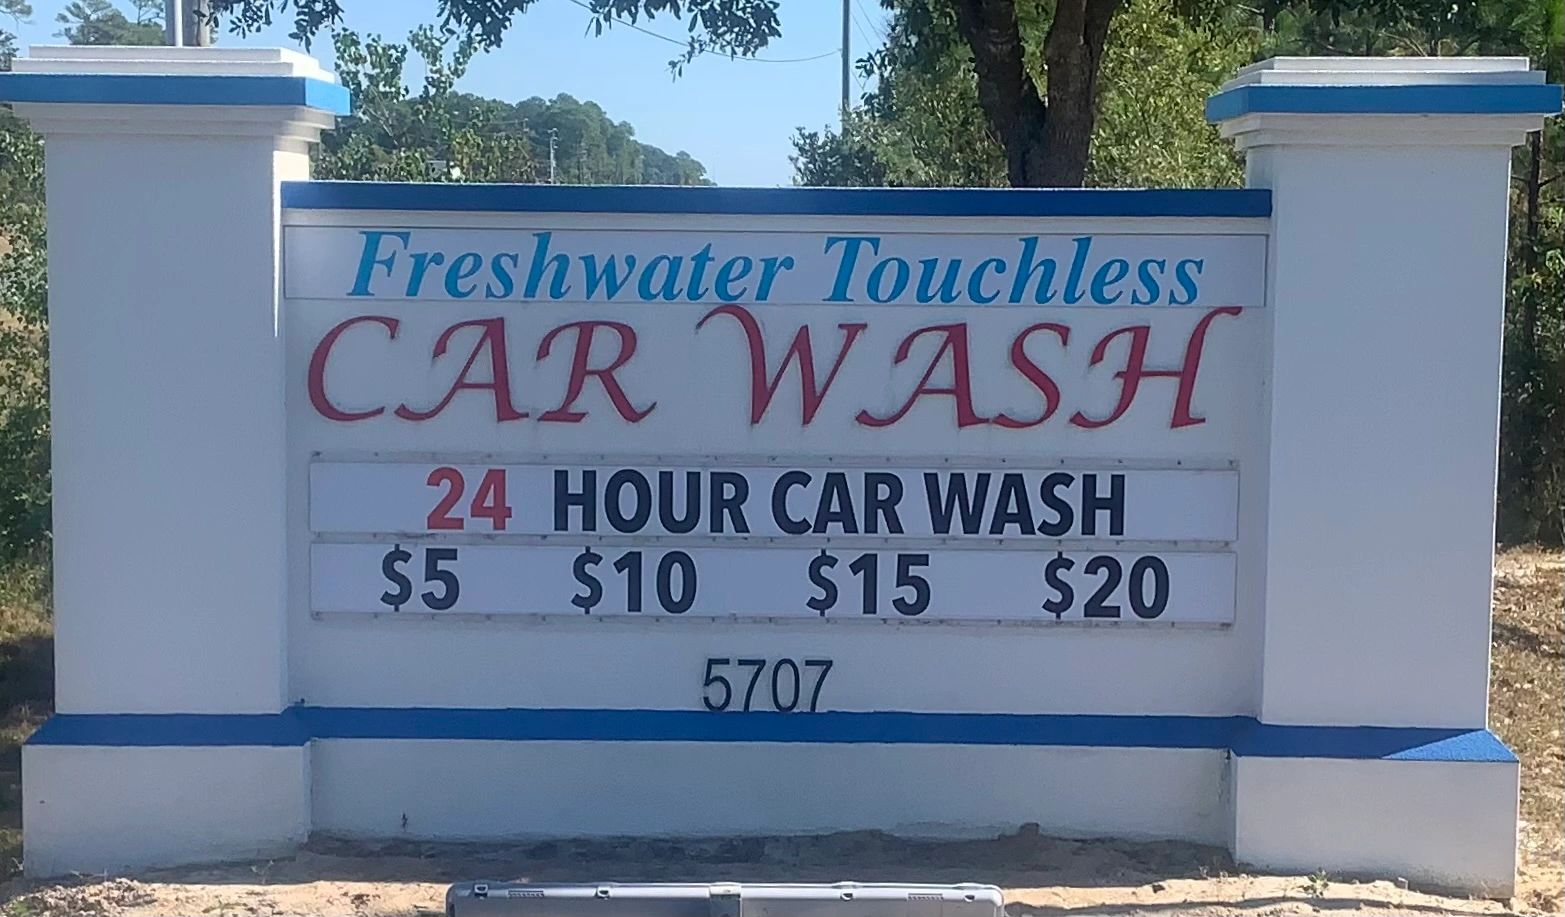 Freshwater Touchless
CAR WASH
24 HOUR CAR WASH
$5 $10 $15 $20
5707